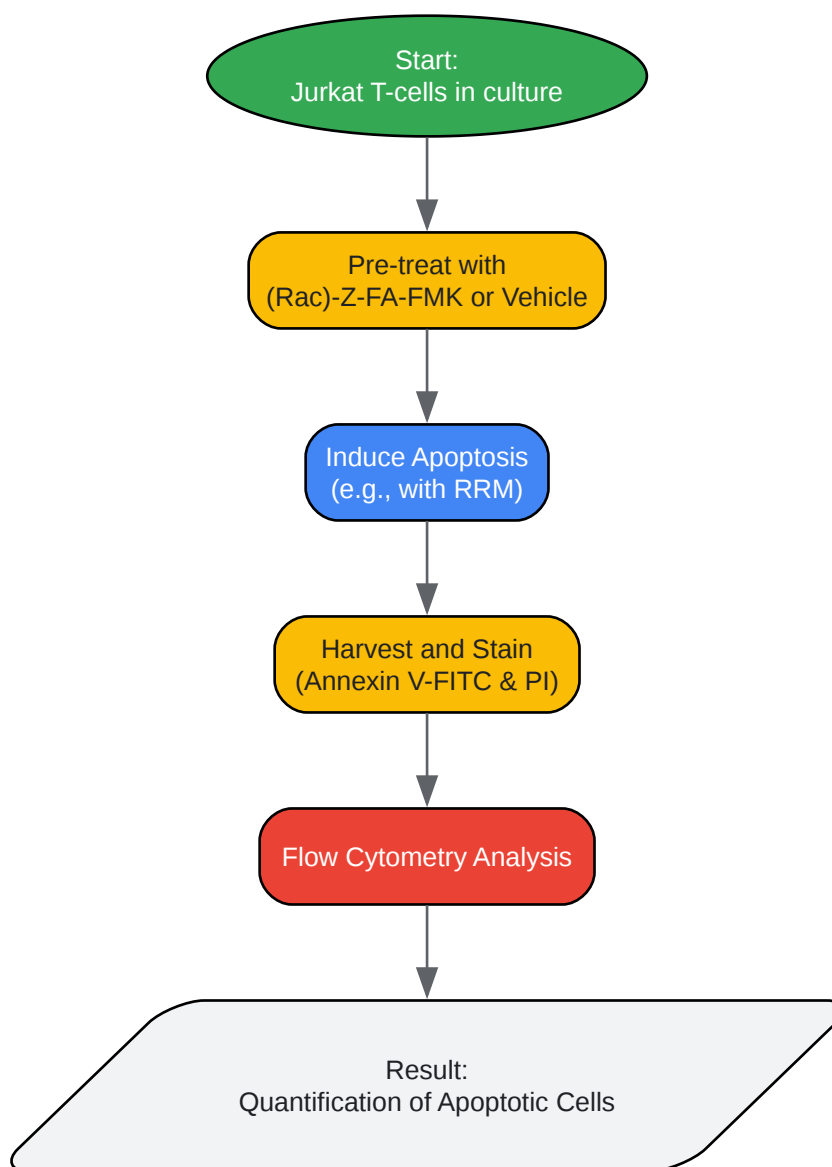 Start:
Jurkat T-cells in culture
Pre-treat with
(Rac)-Z-FA-FMK or Vehicle
Induce Apoptosis
(e.g., with RRM)
Harvest and Stain
(Annexin V-FITC & PI)
Flow Cytometry Analysis
Result:
Quantification of Apoptotic Cells